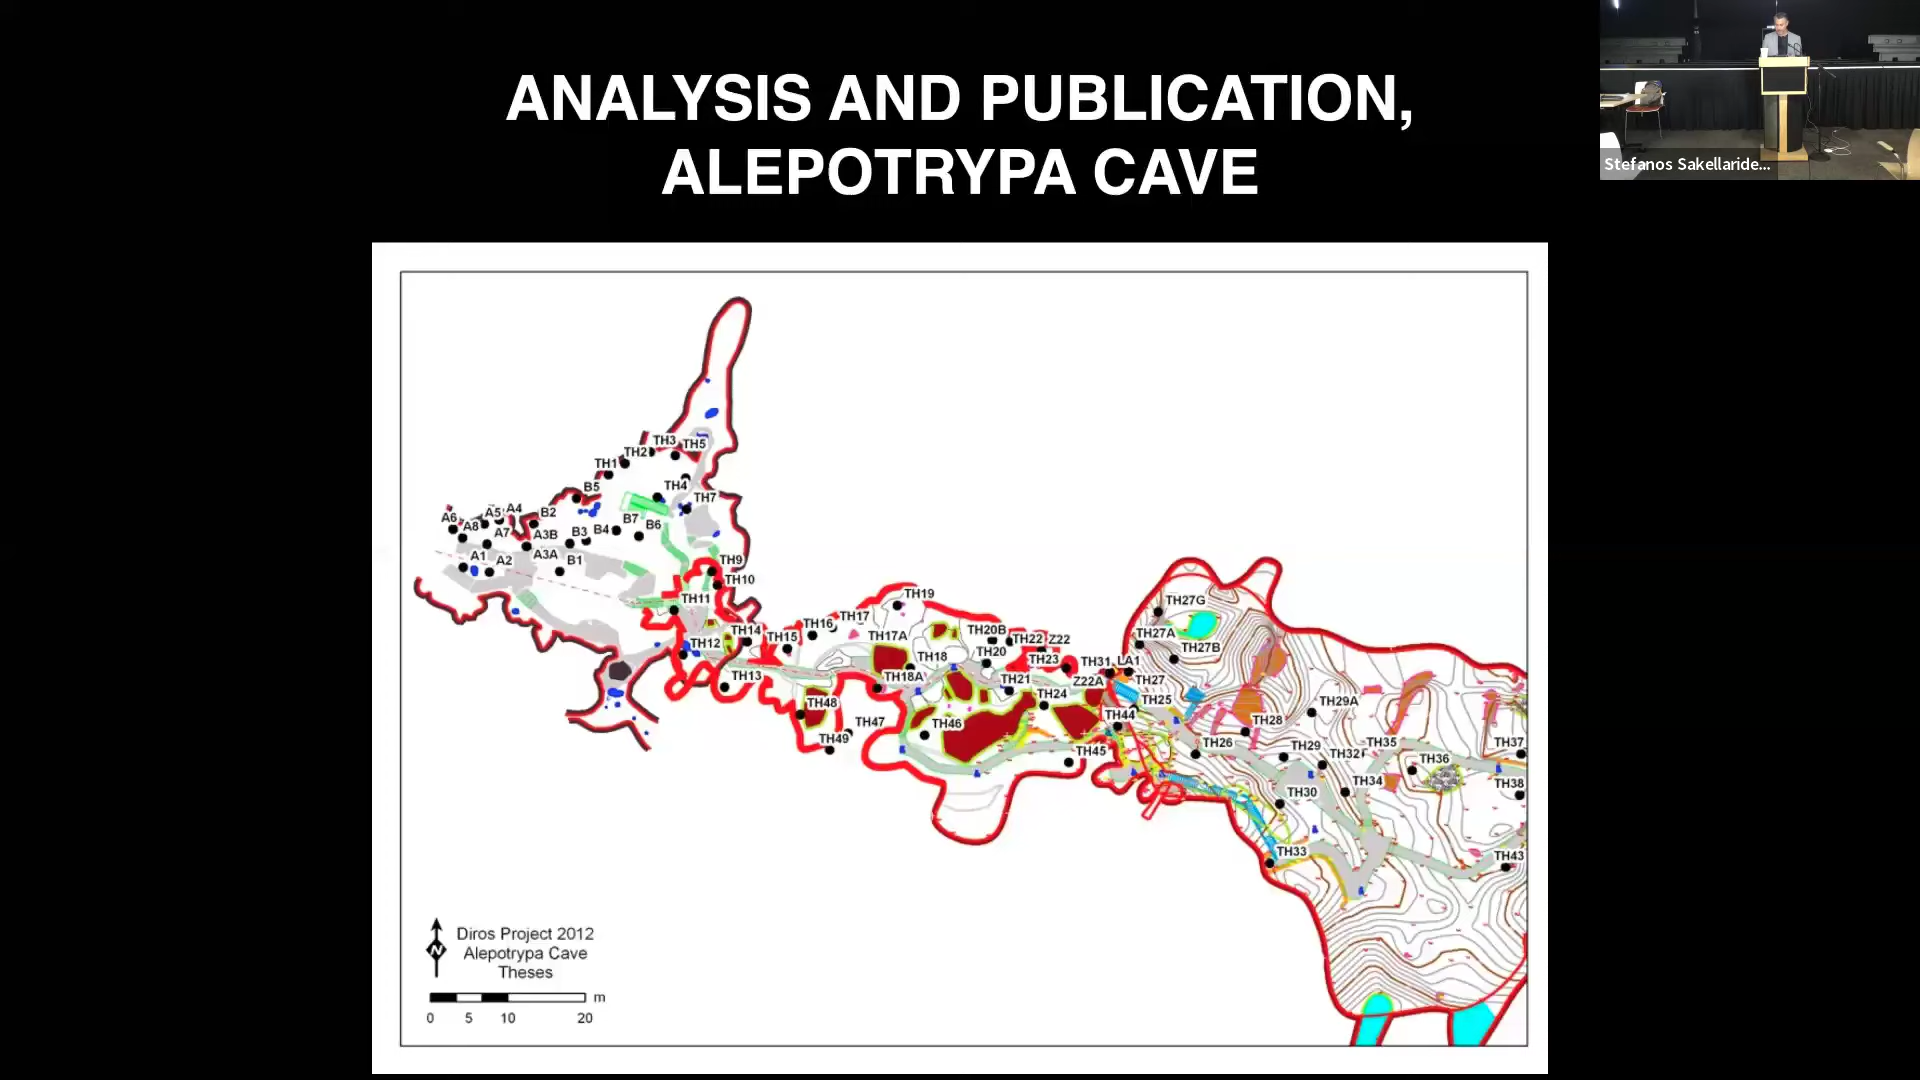 ANALYSIS AND PUBLICATION,
ALEPOTRYPA CAVE
Stefanos Sakellaride...
TH3
TH5
TH2
TH1
TH4
B5
TH7
A6
A5
A4
B2
A8
A7
A3B
B3
B4
B7
B6
A1
A2
A3A
B1
TH9
TH10
TH11
TH12
TH14
TH13
TH15
TH16
TH17
TH19
TH17A
TH18
TH18A
TH20B
TH20
TH22
Z22
TH23
TH21
TH24
TH31
LA1
Z22A
TH27
TH25
TH44
TH45
TH46
TH47
TH48
TH49
TH27G
TH27A
TH27B
TH26
TH28
TH29A
TH29
TH32
TH35
TH34
TH30
TH33
TH36
TH37
TH38
TH43
N
Diros Project 2012
Alepotrypa Cave
Theses
m
0 5 10 20